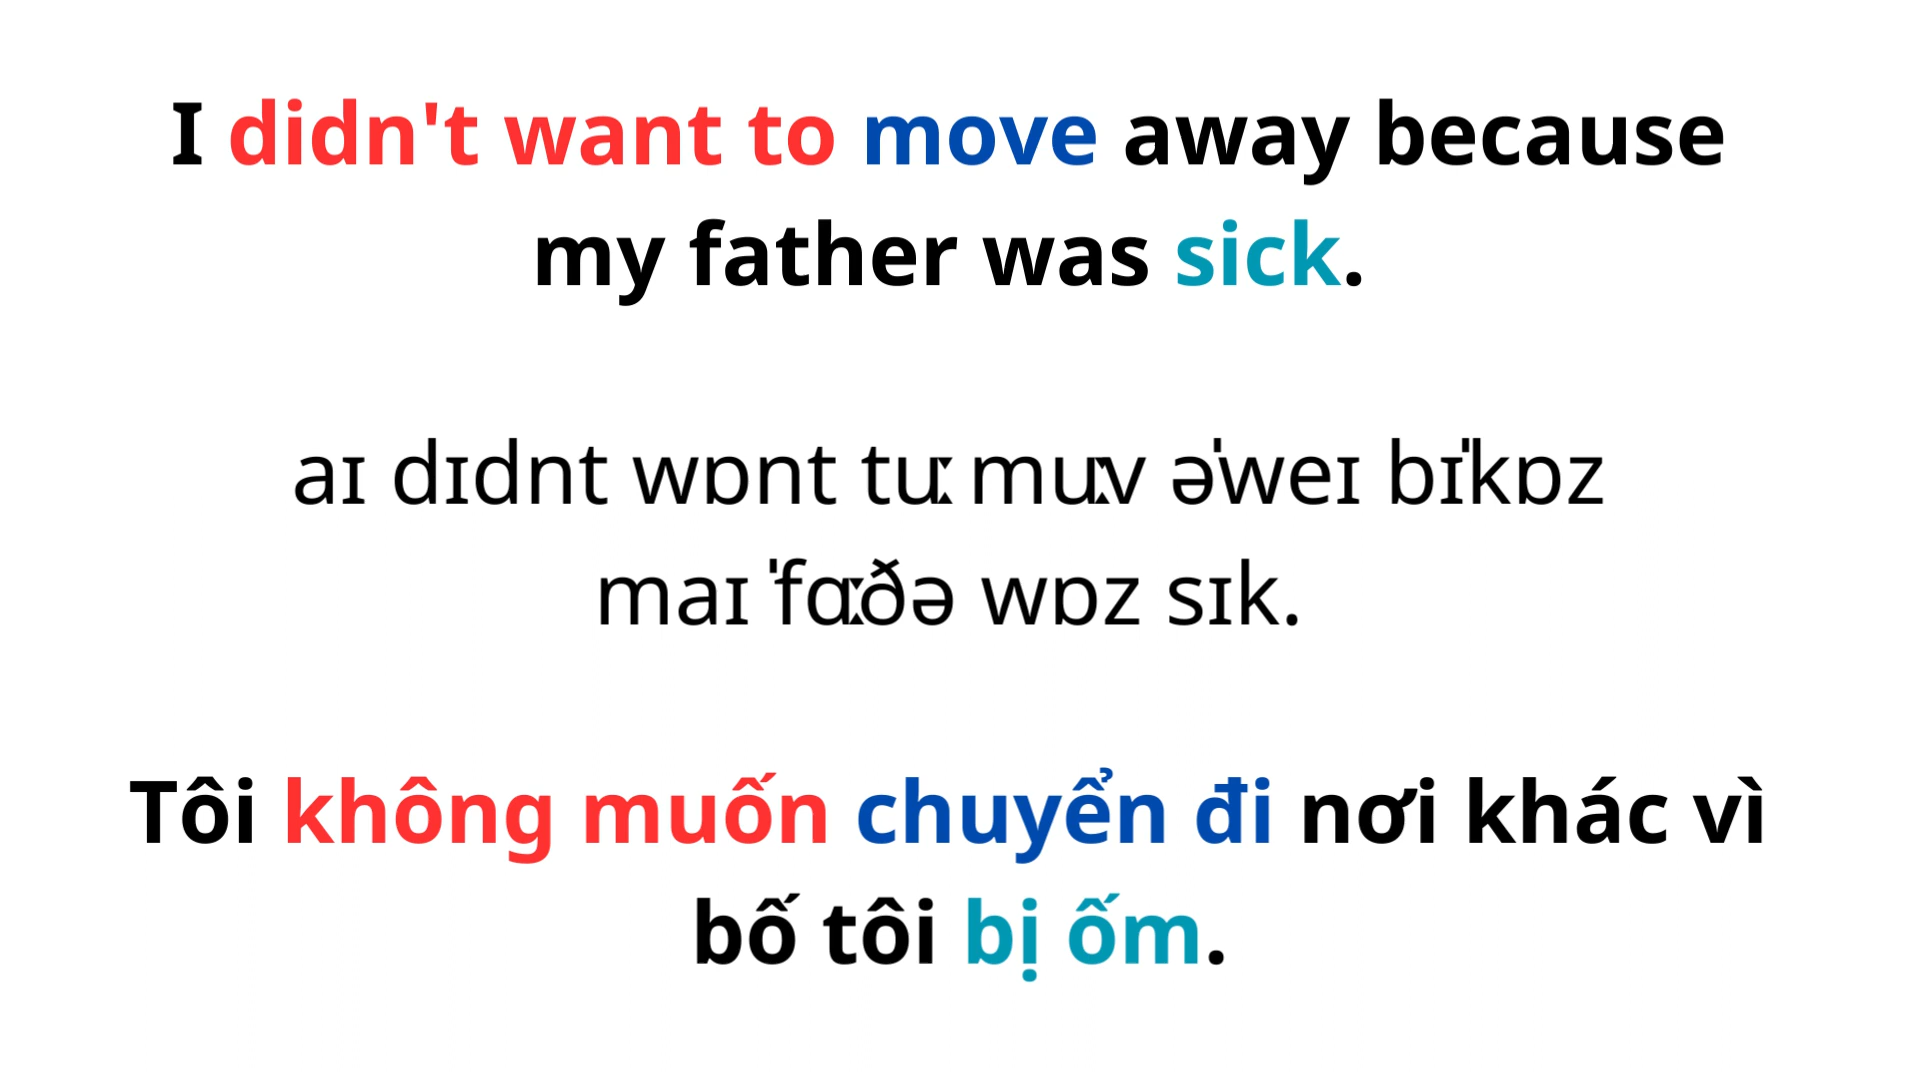 I didn't want to move away because
my father was sick.
aɪ dɪdnt wɒnt tuː muːv əˈweɪ bɪˈkɒz
maɪ ˈfɑːðə wɒz sɪk.
Tôi không muốn chuyển đi nơi khác vì
bố tôi bị ốm.